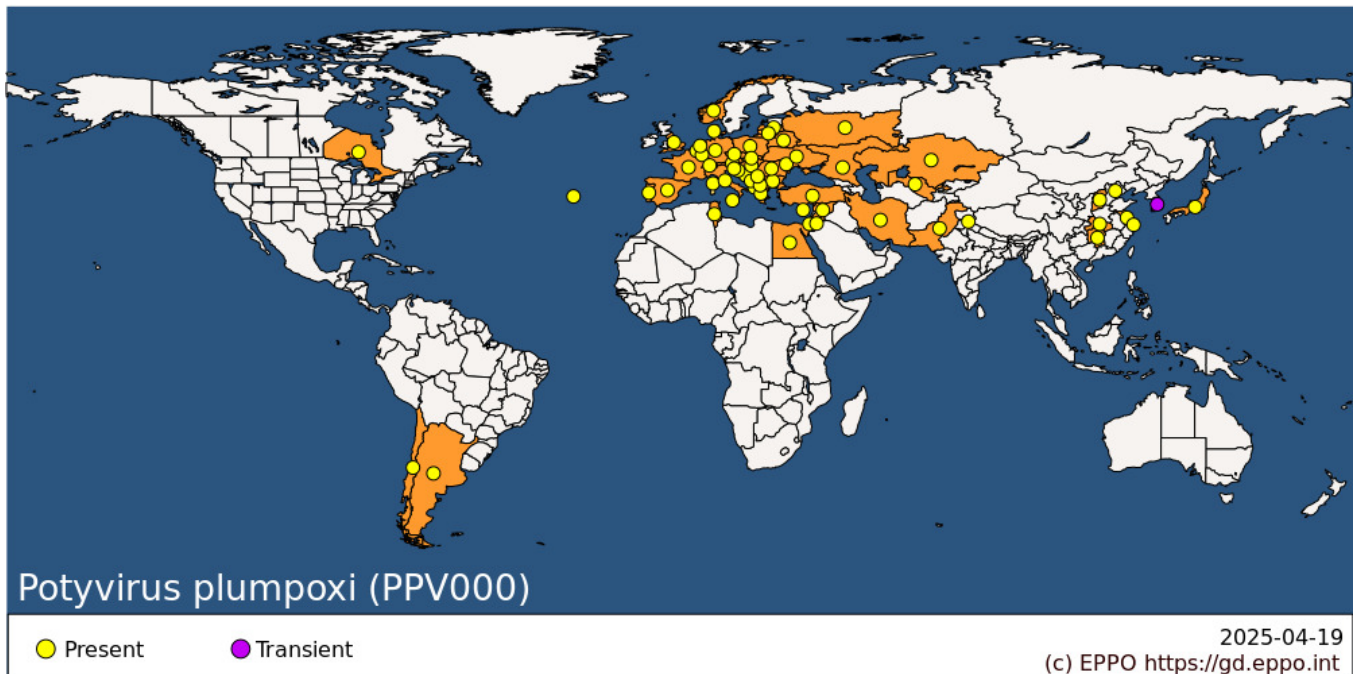 Potyvirus plumpoxi (PPV000)
Present
Transient
2025-04-19
(c) EPPO https://gd.eppo.int